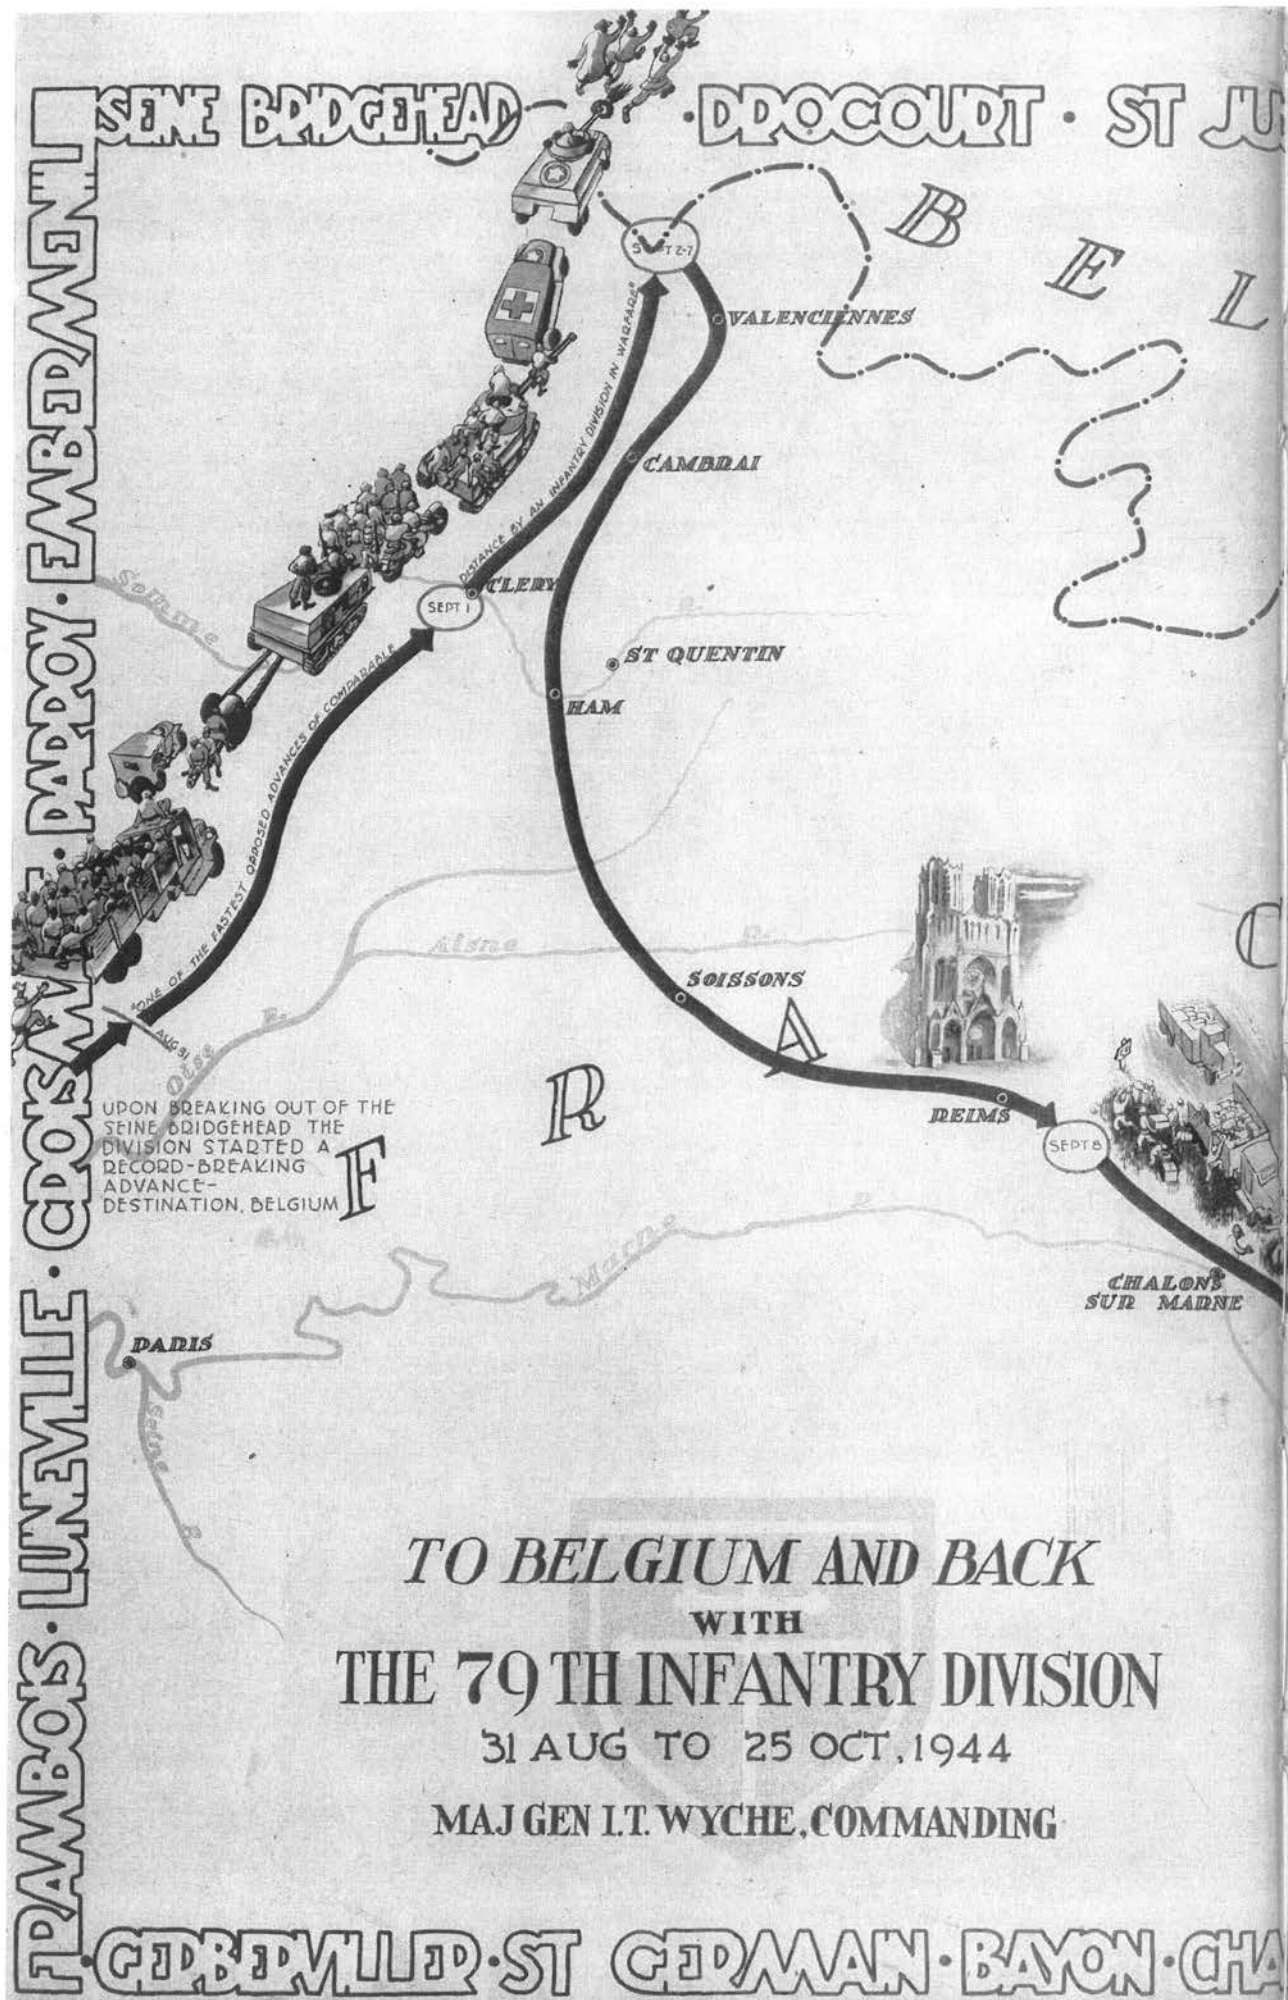 SEINE BRIDGEHEAD · DROCOURT · ST JU
FRAMBOIS · LUNEVILLE · CROISM · PARROY · EMBERMENIL
B E L
SEPT 2-7
VALENCIENNES
CAMBRAI
"ONE OF THE FASTEST OPPOSED ADVANCES OF COMPARABLE
DISTANCE BY AN INFANTRY DIVISION IN WARFARE"
CLERY
SEPT 1
Somme
R.
ST QUENTIN
HAM
Aisne R.
SOISSONS
AUG 31
Oise R.
F R A C
REIMS
SEPT 8
UPON BREAKING OUT OF THE
SEINE BRIDGEHEAD THE
DIVISION STARTED A
RECORD-BREAKING
ADVANCE-
DESTINATION, BELGIUM
Marne R
CHALONS
SUR MARNE
PARIS
Seine R
TO BELGIUM AND BACK
WITH
THE 79TH INFANTRY DIVISION
31 AUG TO 25 OCT, 1944
MAJ GEN I.T. WYCHE, COMMANDING
· GERBERVILLER · ST GERMAIN · BAYON · CHA